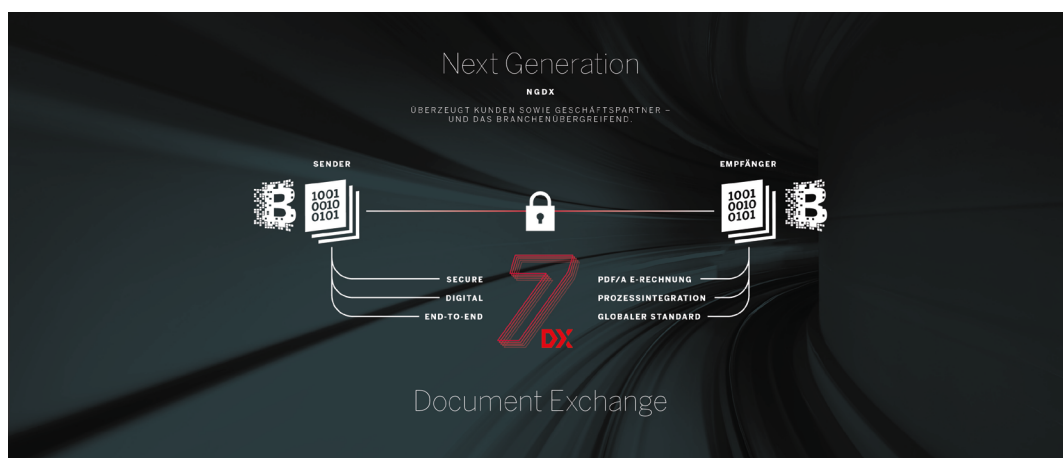 Next Generation
NGDX
ÜBERZEUGT KUNDEN SOWIE GESCHÄFTSPARTNER –
UND DAS BRANCHENÜBERGREIFEND.
SENDER
EMPFÄNGER
B
1001
0010
0101
1001
0010
0101
B
SECURE
DIGITAL
END-TO-END
7
DX
PDF/A E-RECHNUNG
PROZESSINTEGRATION
GLOBALER STANDARD
Document Exchange